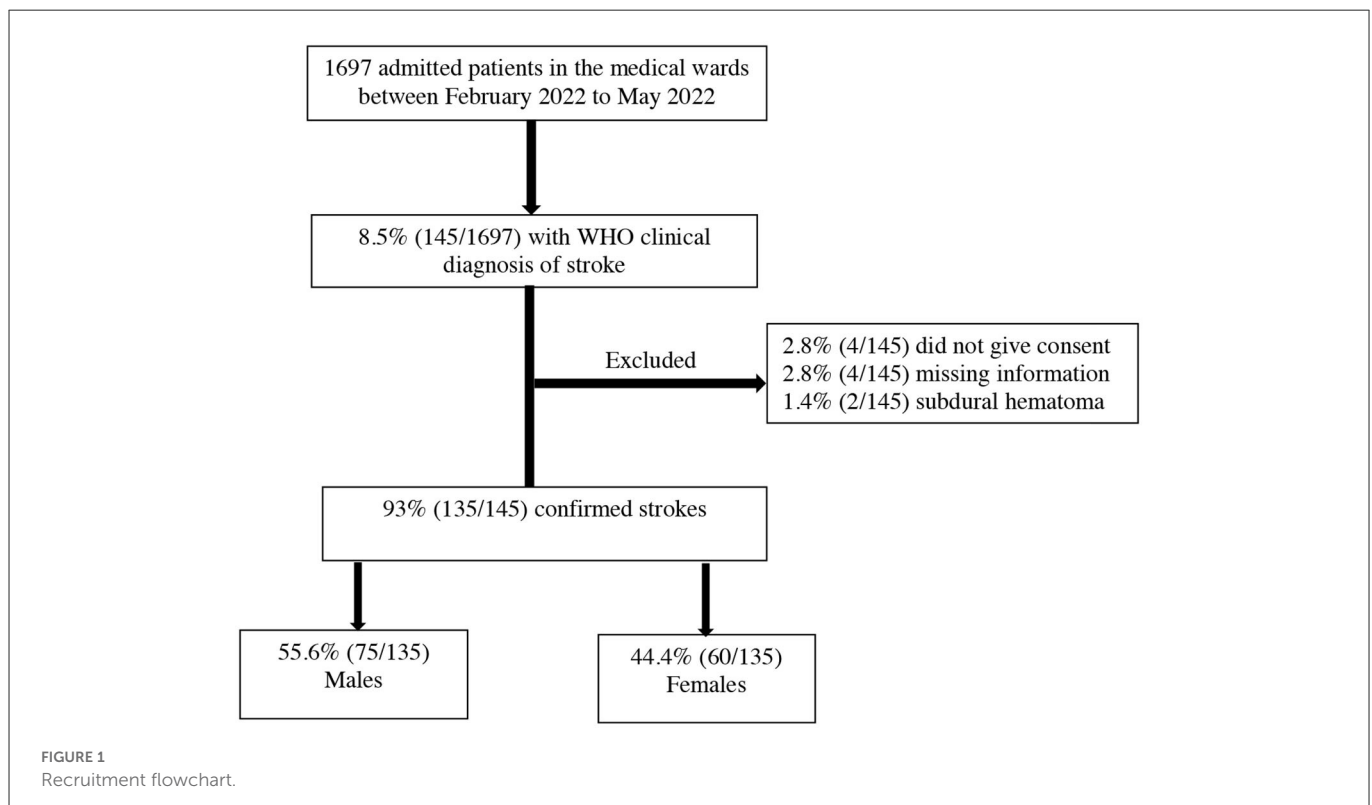 1697 admitted patients in the medical wards
between February 2022 to May 2022
8.5% (145/1697) with WHO clinical
diagnosis of stroke
Excluded
2.8% (4/145) did not give consent
2.8% (4/145) missing information
1.4% (2/145) subdural hematoma
93% (135/145) confirmed strokes
55.6% (75/135)
Males
44.4% (60/135)
Females
FIGURE 1
Recruitment flowchart.